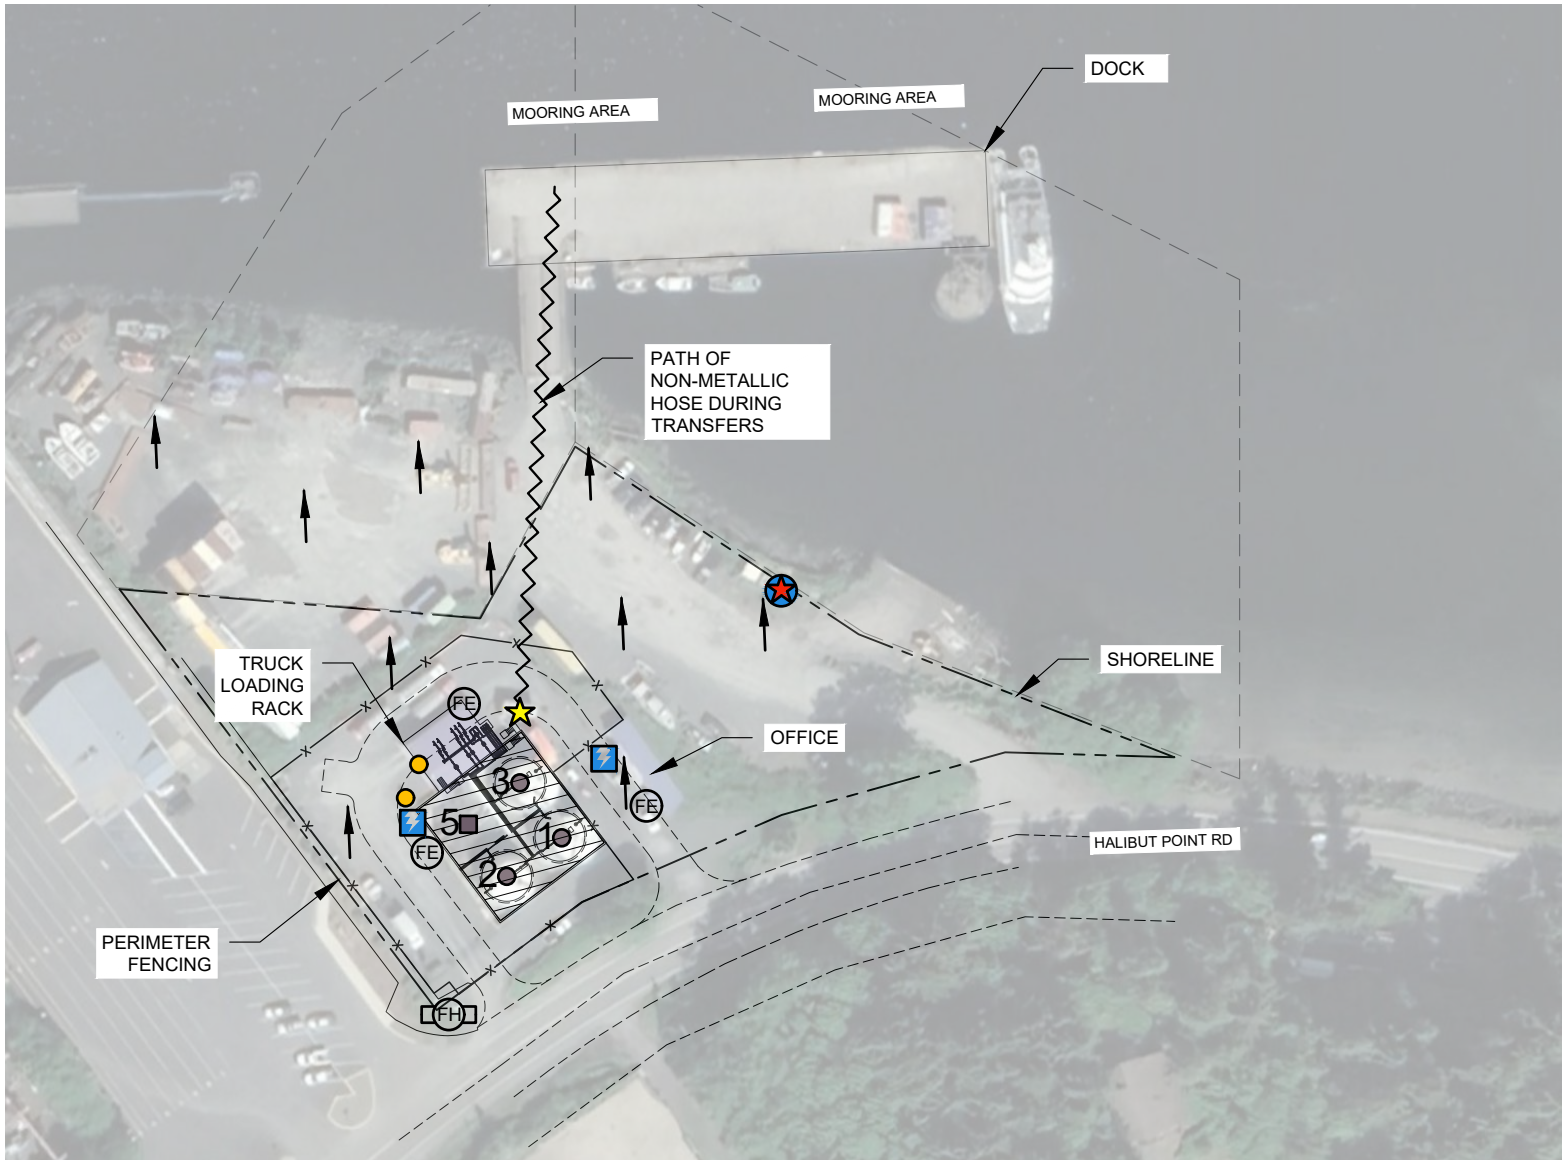 DOCK
MOORING AREA
MOORING AREA
PATH OF
NON-METALLIC
HOSE DURING
TRANSFERS
TRUCK
LOADING
RACK
SHORELINE
OFFICE
FE
3
FE
5
1
FE
2
HALIBUT POINT RD
PERIMETER
FENCING
FH